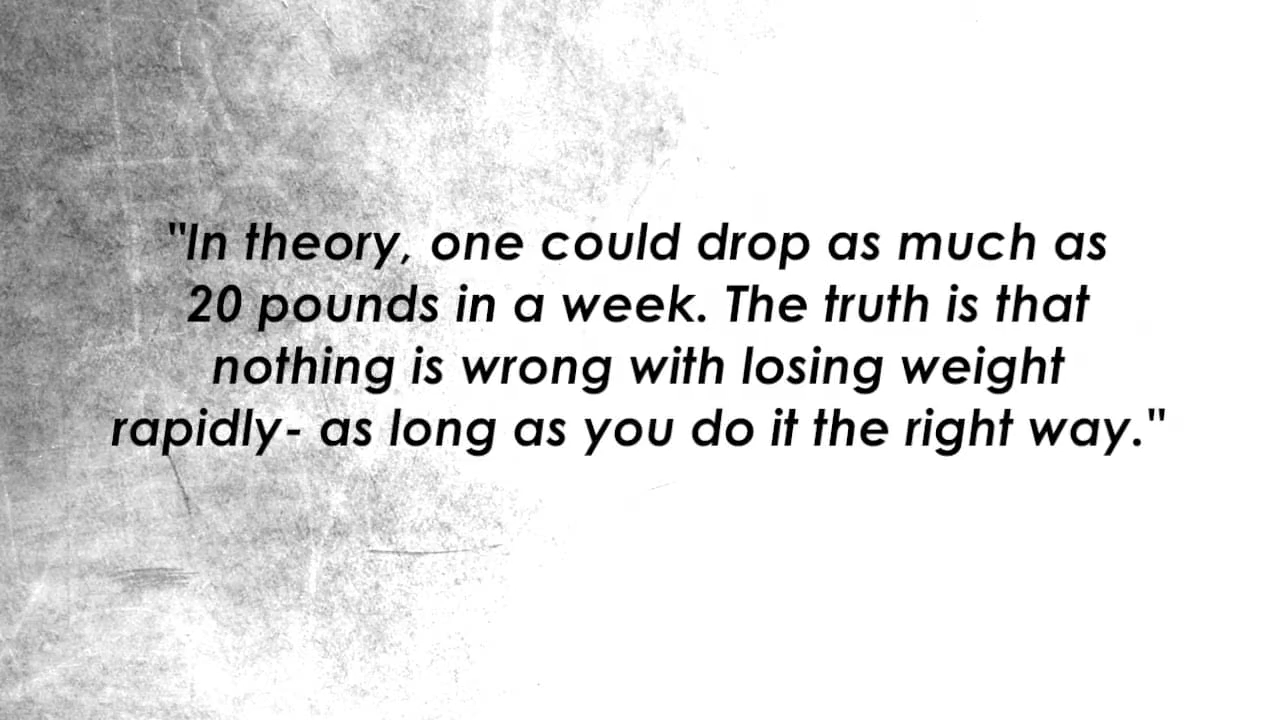 "In theory, one could drop as much as
20 pounds in a week. The truth is that
nothing is wrong with losing weight
rapidly- as long as you do it the right way."